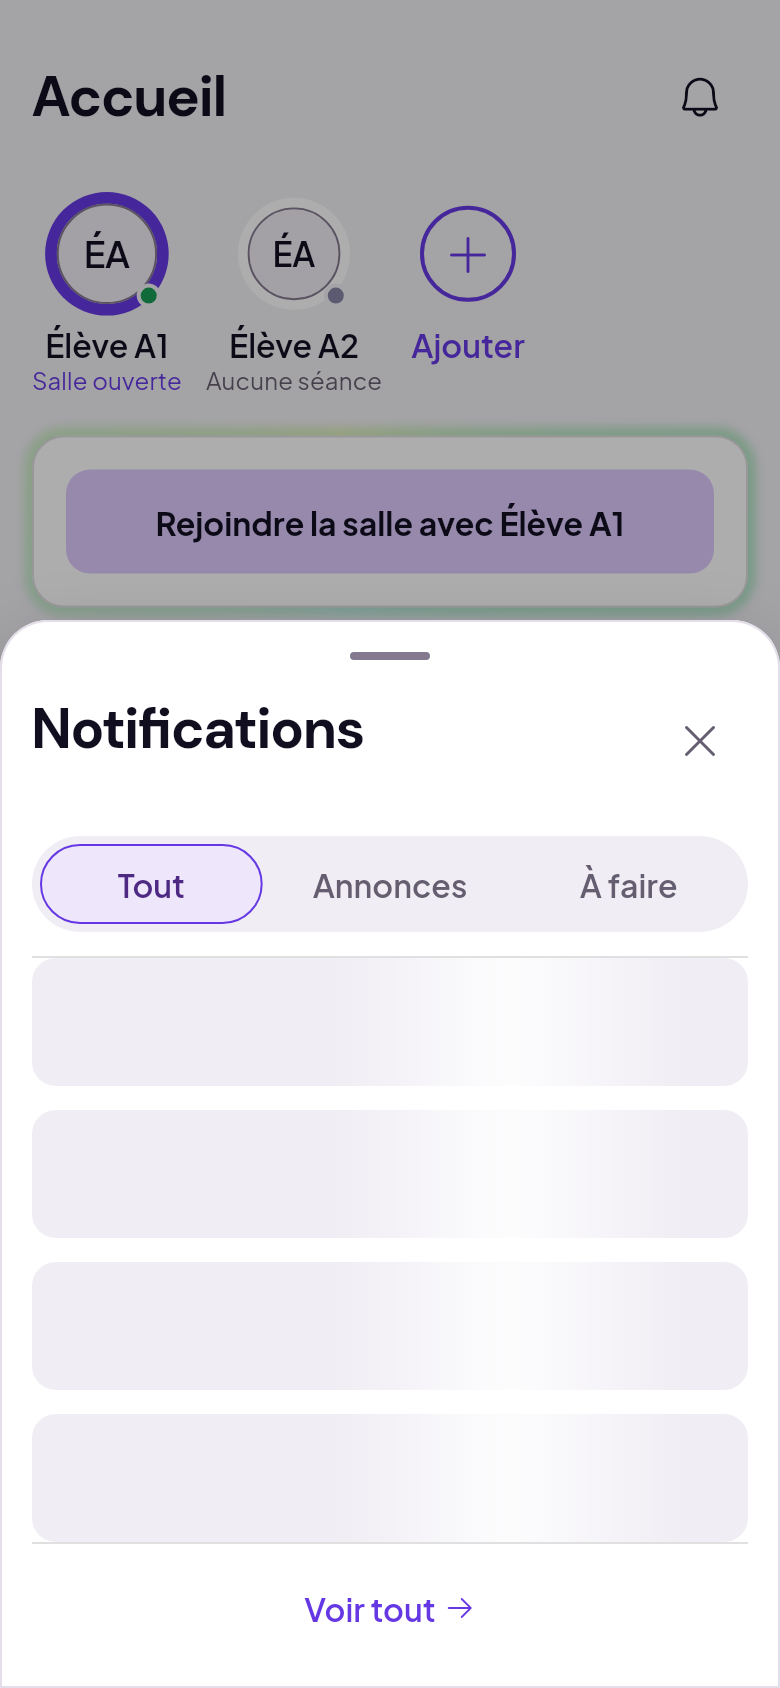 Accueil
ÉA
ÉA
Élève A1
Élève A2
Ajouter
Salle ouverte
Aucune séance
Rejoindre la salle avec Élève A1
Notifications
Tout
Annonces
À faire
Voir tout →